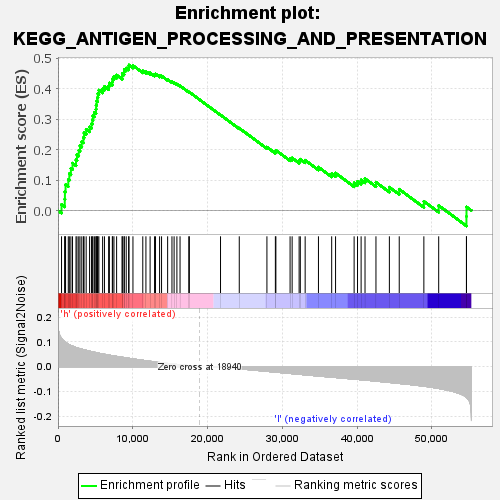 Enrichment plot:
KEGG_ANTIGEN_PROCESSING_AND_PRESENTATION
Enrichment score (ES)
0.5
0.4
0.3
0.2
0.1
0.0
Ranked list metric (Signal2Noise)
0.2
0.1
0.0
-0.1
-0.2
'h' (positively correlated)
Zero cross at 18940
'l' (negatively correlated)
0
10,000
20,000
30,000
40,000
50,000
Rank in Ordered Dataset
Enrichment profile
Hits
Ranking metric scores